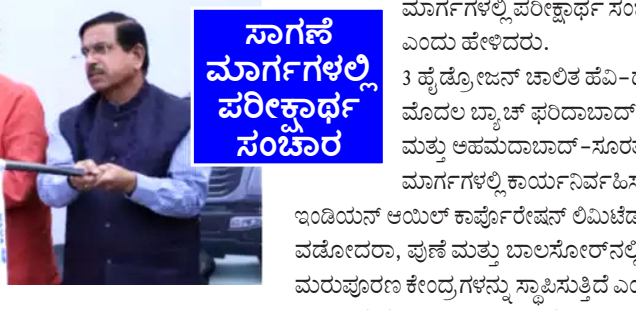 ಸಾಗಣೆ
ಮಾರ್ಗಗಳಲ್ಲಿ
ಪರೀಕ್ಷಾರ್ಥ
ಸಂಚಾರ
ಮಾರ್ಗಗಳಲ್ಲಿ ಪರೀಕ್ಷಾರ್ಥ
ಎಂದು ಹೇಳಿದರು.
3 ಹೈಡ್ರೋಜನ್ ಚಾಲಿತ ಹೆವಿ-
ಮೊದಲ ಬ್ಯಾಚ್ ಫರಿದಾಬಾದ್
ಮತ್ತು ಅಹಮದಾಬಾದ್-ಸೂರತ
ಮಾರ್ಗಗಳಲ್ಲಿ ಕಾರ್ಯನಿರ್ವಹಿಸ
ಇಂಡಿಯನ್ ಆಯಿಲ್ ಕಾರ್ಪೊರೇಷನ್ ಲಿಮಿಟೆಡ
ವಡೋದರಾ, ಪುಣೆ ಮತ್ತು ಬಾಲಸೋರ್‌ನಲ್ಲಿ
ಮರುಪೂರಣ ಕೇಂದ್ರಗಳನ್ನು ಸ್ಥಾಪಿಸುತ್ತಿದೆ